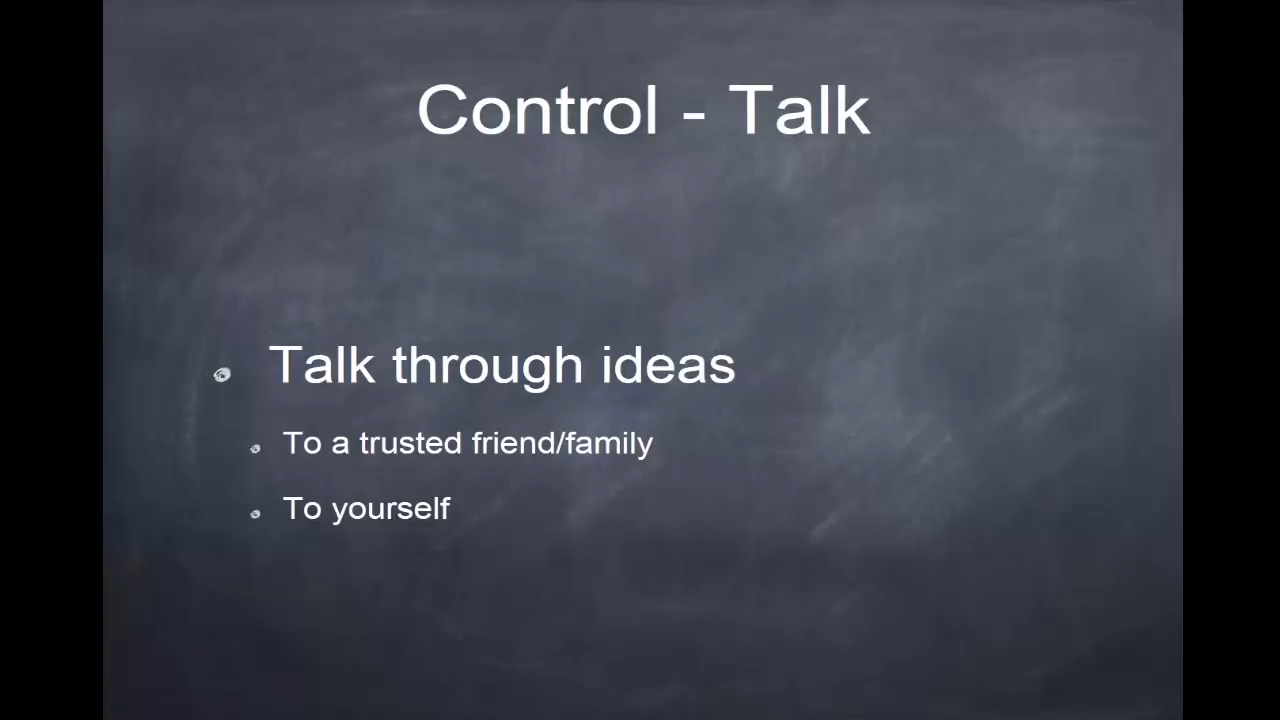 Control - Talk
Talk through ideas
To a trusted friend/family
To yourself